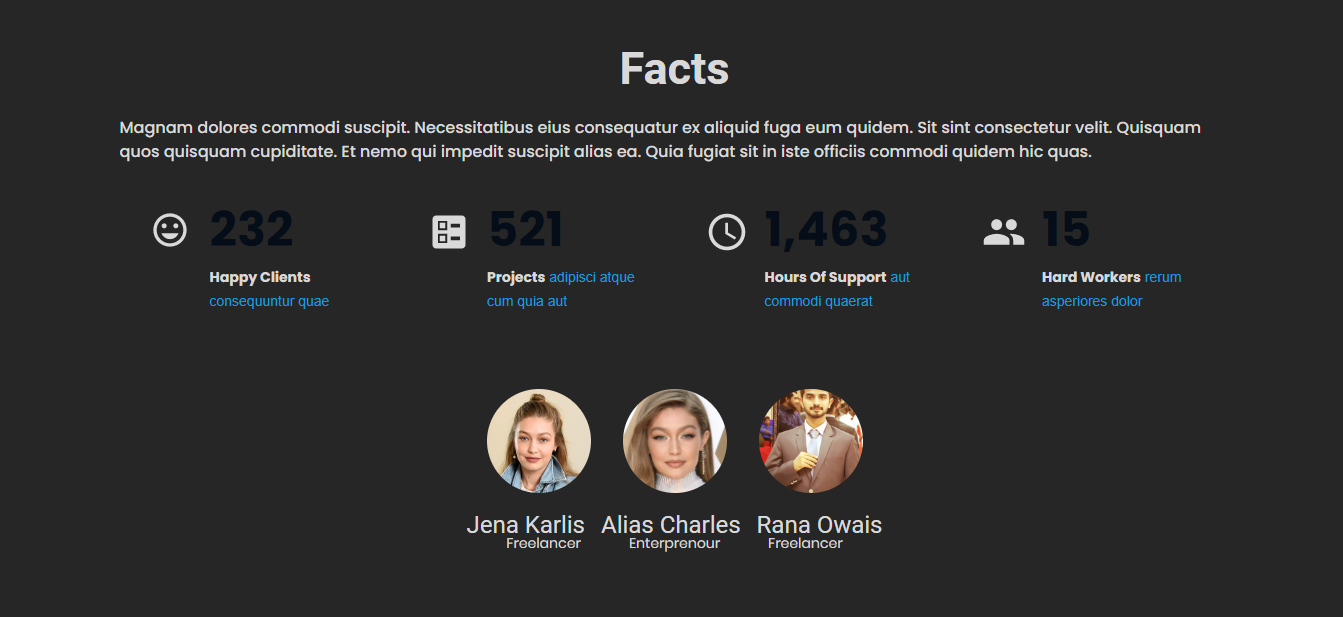 Facts
Magnam dolores commodi suscipit. Necessitatibus eius consequatur ex aliquid fuga eum quidem. Sit sint consectetur velit. Quisquam
quos quisquam cupiditate. Et nemo qui impedit suscipit alias ea. Quia fugiat sit in iste officiis commodi quidem hic quas.
232
Happy Clients
consequuntur quae
521
Projects adipisci atque
cum quia aut
1,463
Hours Of Support aut
commodi quaerat
15
Hard Workers rerum
asperiores dolor
Jena Karlis
Freelancer
Alias Charles
Enterprenour
Rana Owais
Freelancer